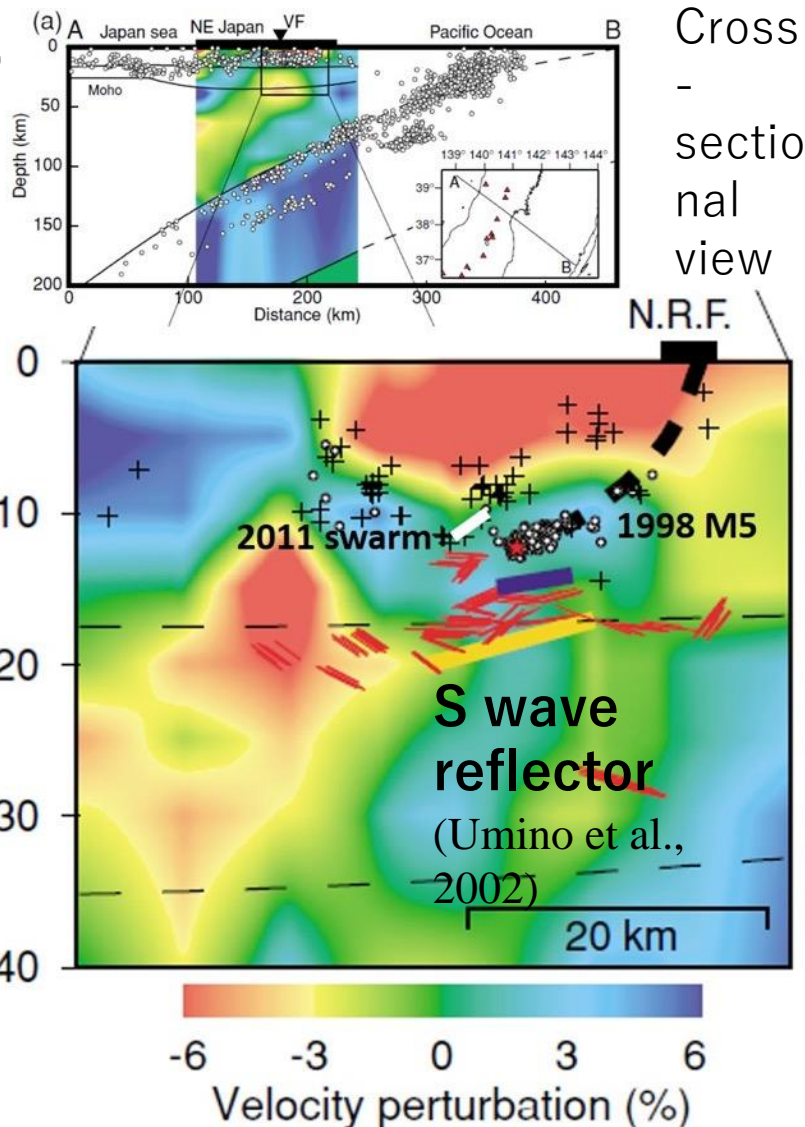 (a)
A
Japan sea
NE Japan
VF
Pacific Ocean
B
Cross
-
sectio
nal
view
0
50
100
150
200
Depth (km)
Moho
139° 140° 141° 142° 143° 144°
39°
38°
37°
A
B
0 100 200 300 400
Distance (km)
N.R.F.
0
10
20
30
40
2011 swarm
1998 M5
S wave
reflector
(Umino et al.,
2002)
20 km
-6 -3 0 3 6
Velocity perturbation (%)